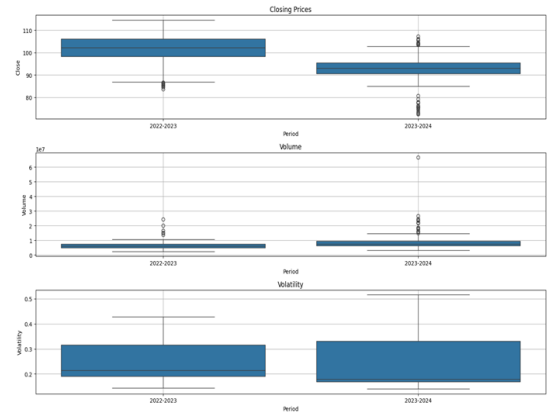 Closing Prices
110
100
90
80
Close
2022-2023
2023-2024
Period
1e7
Volume
6
5
4
3
2
1
0
Volume
2022-2023
2023-2024
Period
Volatility
0.5
0.4
0.3
0.2
Volatility
2022-2023
2023-2024
Period